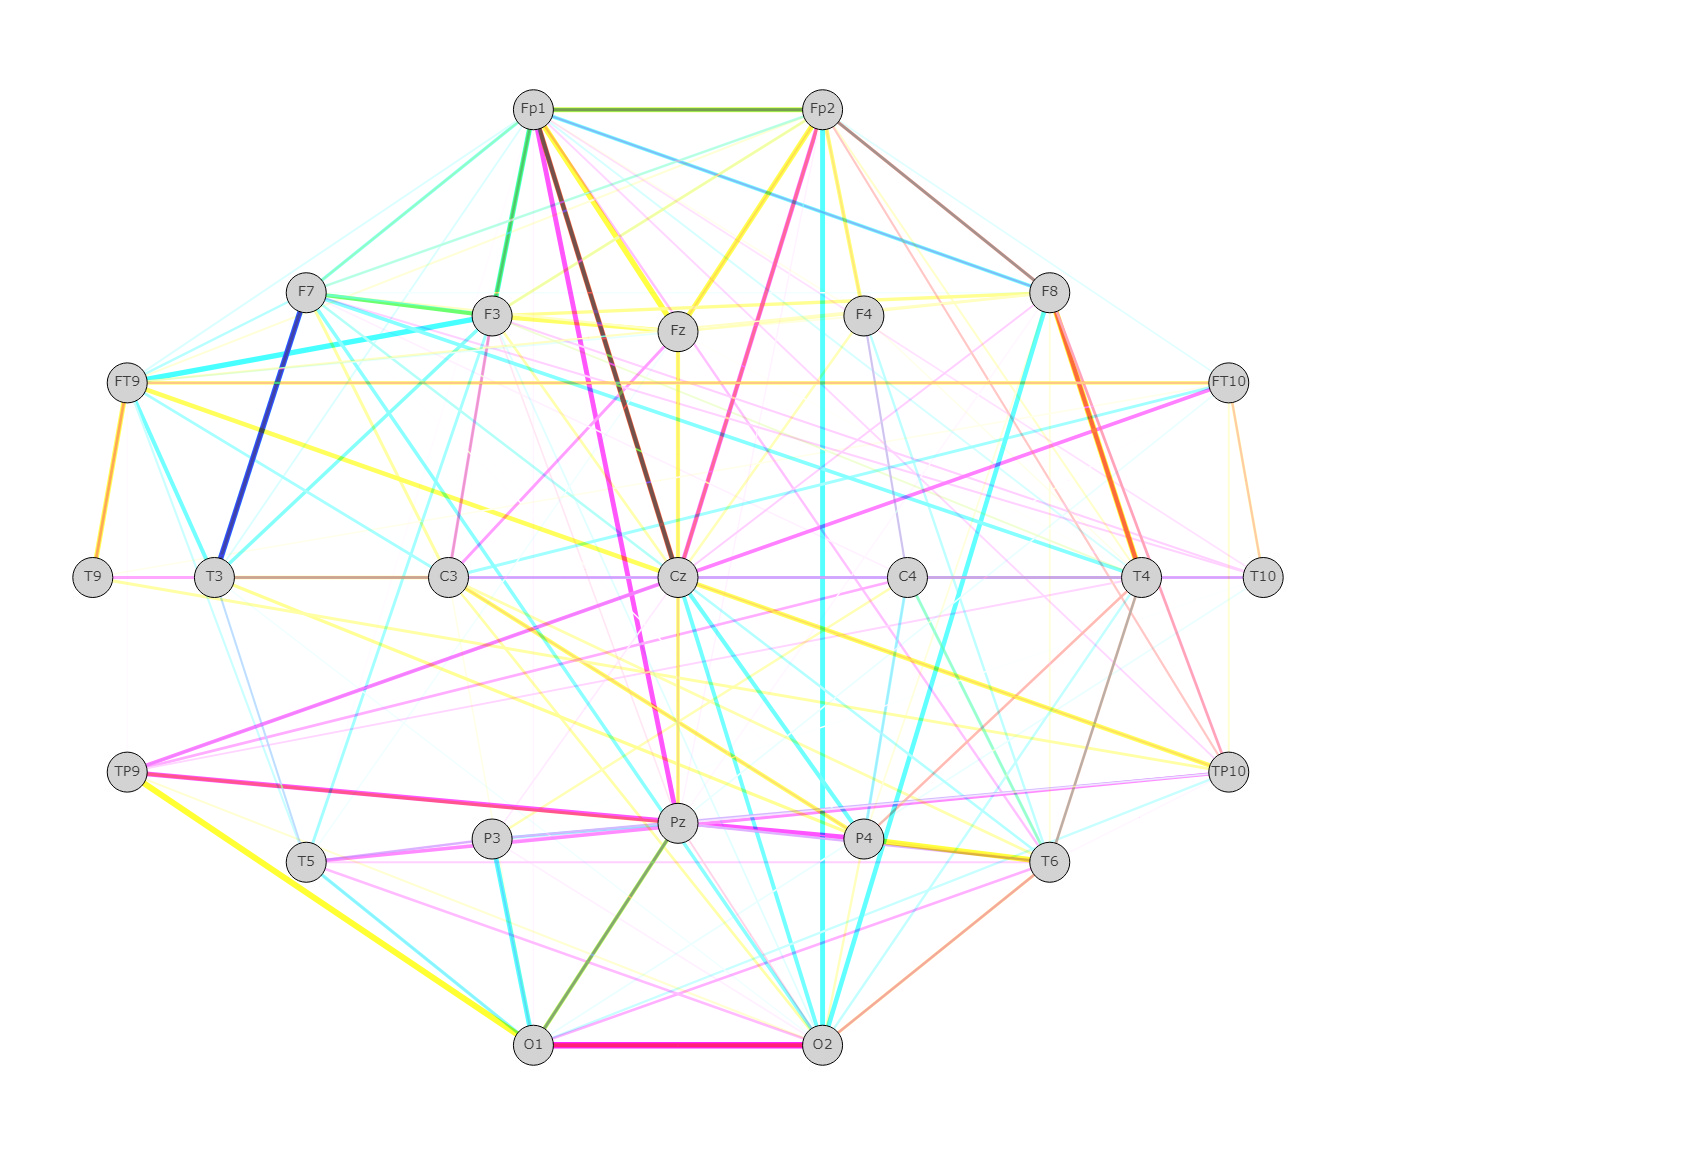 Fp1 Fp2
F7 F8
F3 Fz F4
FT9 FT10
T9 T3 C3 Cz C4 T4 T10
TP9 TP10
Pz
P3 P4
T5 T6
O1 O2